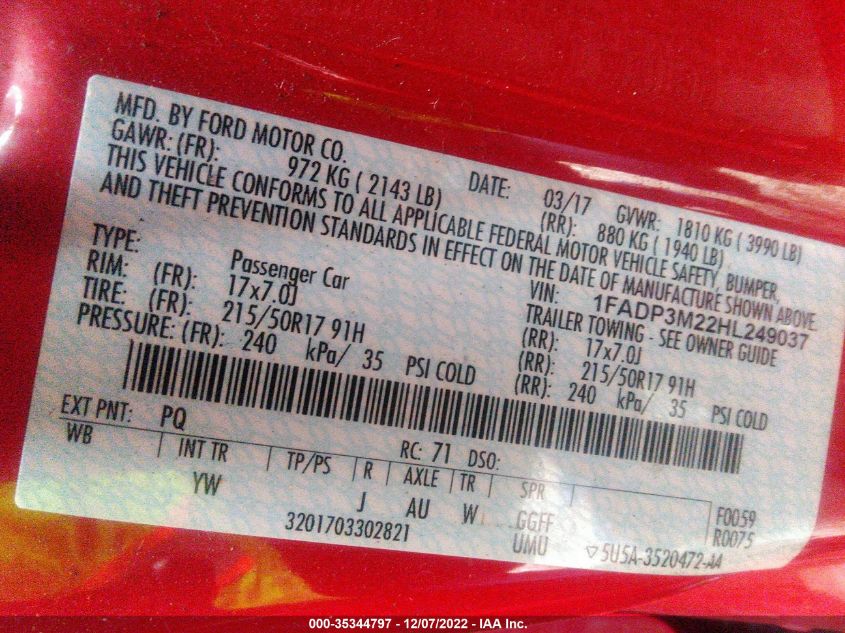 MFD. BY FORD MOTOR CO. DATE: 03/17 GVWR: 1810 KG ( 3990 LB)
GAWR: (FR): 972 KG ( 2143 LB) (RR): 880 KG ( 1940 LB)
THIS VEHICLE CONFORMS TO ALL APPLICABLE FEDERAL MOTOR VEHICLE SAFETY, BUMPER,
AND THEFT PREVENTION STANDARDS IN EFFECT ON THE DATE OF MANUFACTURE SHOWN ABOVE.
VIN: 1FADP3M22HL249037
TYPE: Passenger Car TRAILER TOWING - SEE OWNER GUIDE
RIM: (FR): 17x7.0J (RR): 17x7.0J
TIRE: (FR): 215/50R17 91H (RR): 215/50R17 91H
PRESSURE: (FR): 240 kPa/ 35 PSI COLD (RR): 240 kPa/ 35 PSI COLD
EXT PNT: PQ RC: 71 DSO:
WB INT TR TP/PS R AXLE TR SPR F0059
YW J AU W GGFF R0075
3201703302821 UMU 5U5A-3520472-AA
000-35344797 - 12/07/2022 - IAA Inc.